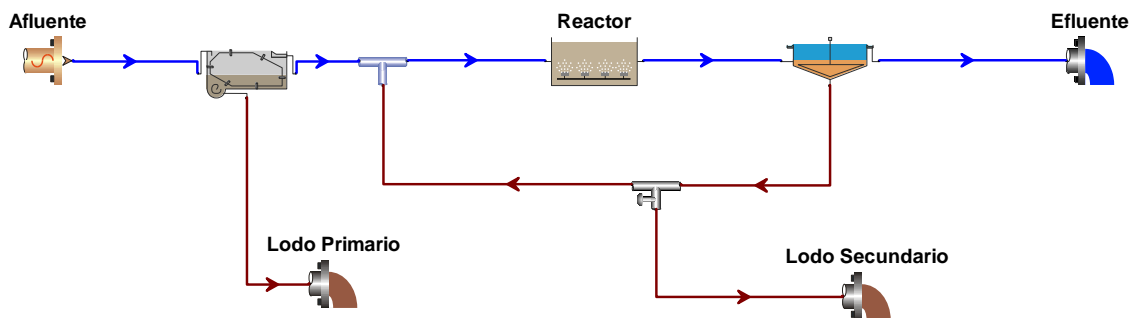 Afluente
Reactor
Efluente
Lodo Primario
Lodo Secundario